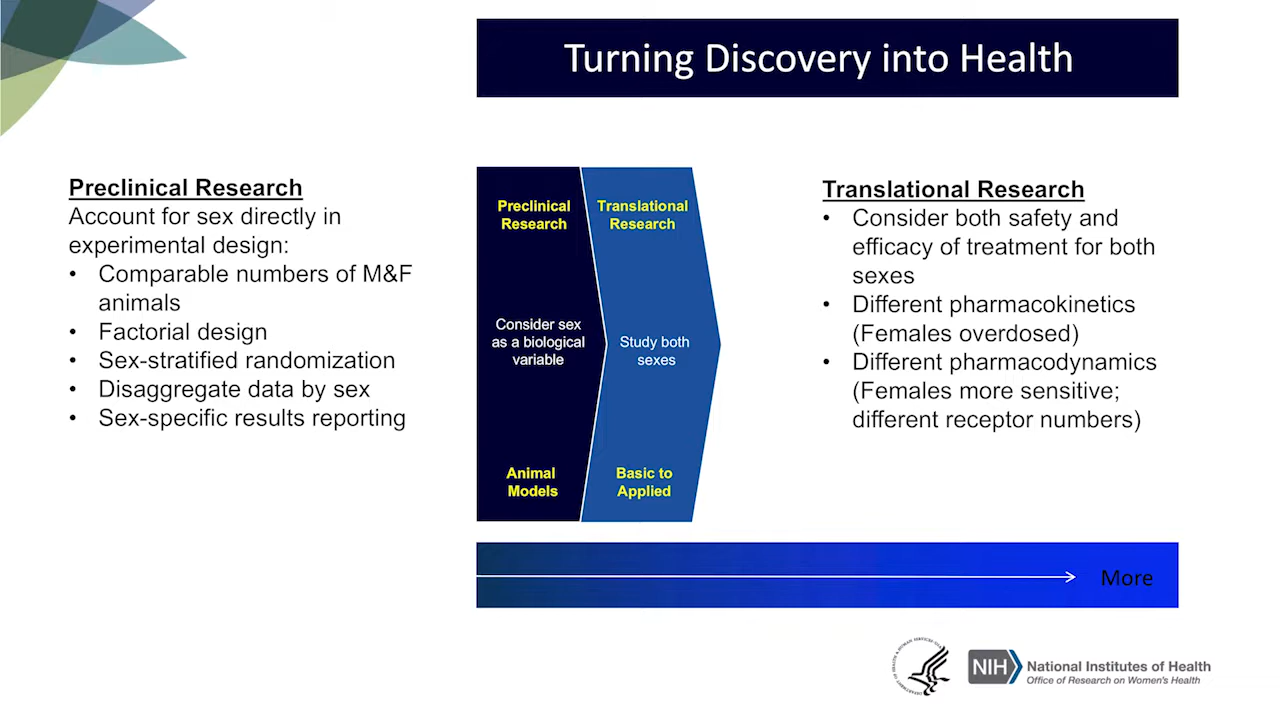 Turning Discovery into Health
Preclinical Research
Account for sex directly in
experimental design:
• Comparable numbers of M&F
animals
• Factorial design
• Sex-stratified randomization
• Disaggregate data by sex
• Sex-specific results reporting
Preclinical
Research
Consider sex
as a biological
variable
Animal
Models
Translational
Research
Study both
sexes
Basic to
Applied
Translational Research
• Consider both safety and
efficacy of treatment for both
sexes
• Different pharmacokinetics
(Females overdosed)
• Different pharmacodynamics
(Females more sensitive;
different receptor numbers)
More
NIH
National Institutes of Health
Office of Research on Women's Health